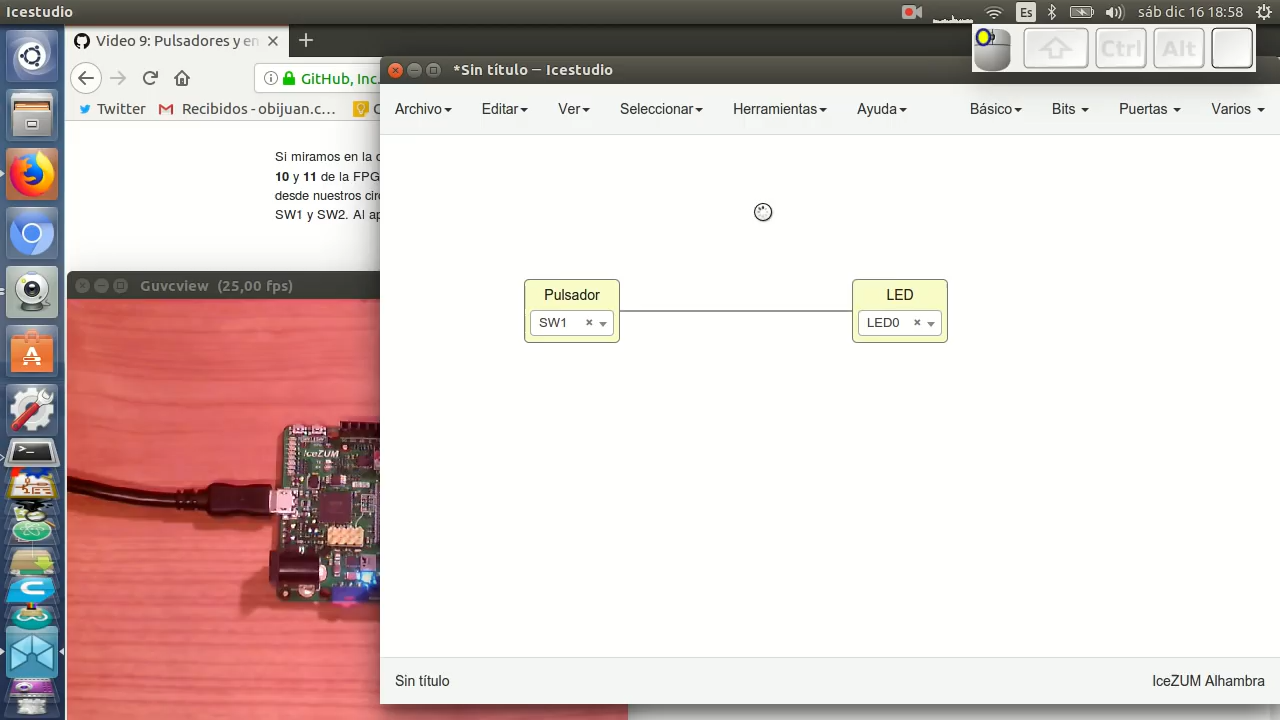 Icestudio
Es
sáb dic 16 18:58
Video 9: Pulsadores y en
Ctrl
Alt
*Sin título – Icestudio
GitHub, Inc.
Archivo
Editar
Ver
Seleccionar
Herramientas
Ayuda
Básico
Bits
Puertas
Varios
Twitter
Recibidos - obijuan.c…
Si miramos en la
10 y 11 de la FPG
desde nuestros cir
SW1 y SW2. Al ap
Guvcview (25,00 fps)
Pulsador
SW1
LED
LED0
IceZUM
Sin título
IceZUM Alhambra